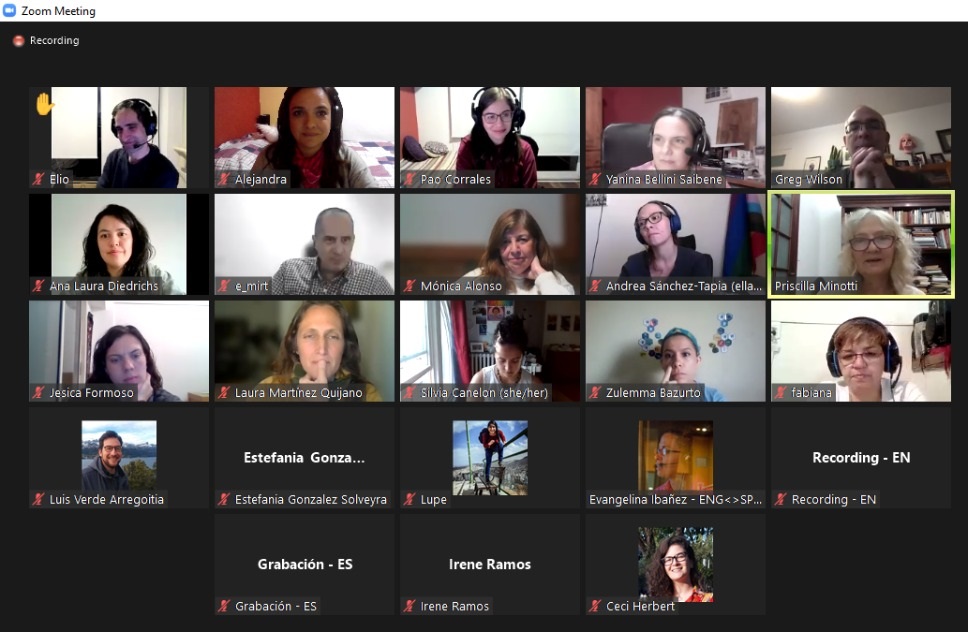 Zoom Meeting
Recording
Elio
Alejandra
Pao Corrales
Yanina Bellini Saibene
Greg Wilson
Ana Laura Diedrichs
e_mirt
Mónica Alonso
Andrea Sánchez-Tapia (ella...
Priscilla Minotti
Jesica Formoso
Laura Martínez Quijano
Silvia Canelon (she/her)
Zulemma Bazurto
fabiana
Luis Verde Arregoitia
Estefania Gonza...
Estefania Gonzalez Solveyra
Lupe
Evangelina Ibañez - ENG<>SP...
Recording - EN
Recording - EN
Grabación - ES
Grabación - ES
Irene Ramos
Irene Ramos
Ceci Herbert